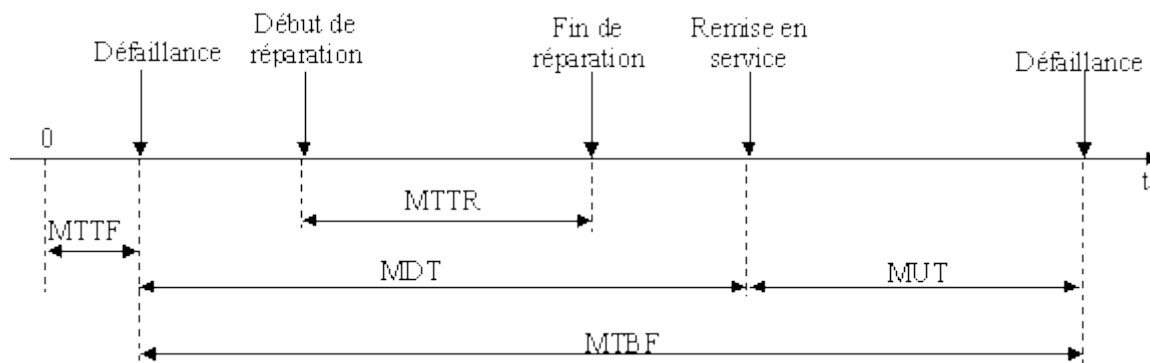 Défaillance
Début de
réparation
Fin de
réparation
Remise en
service
Défaillance
0
t
MTTR
MTTF
MDT
MUT
MTBF